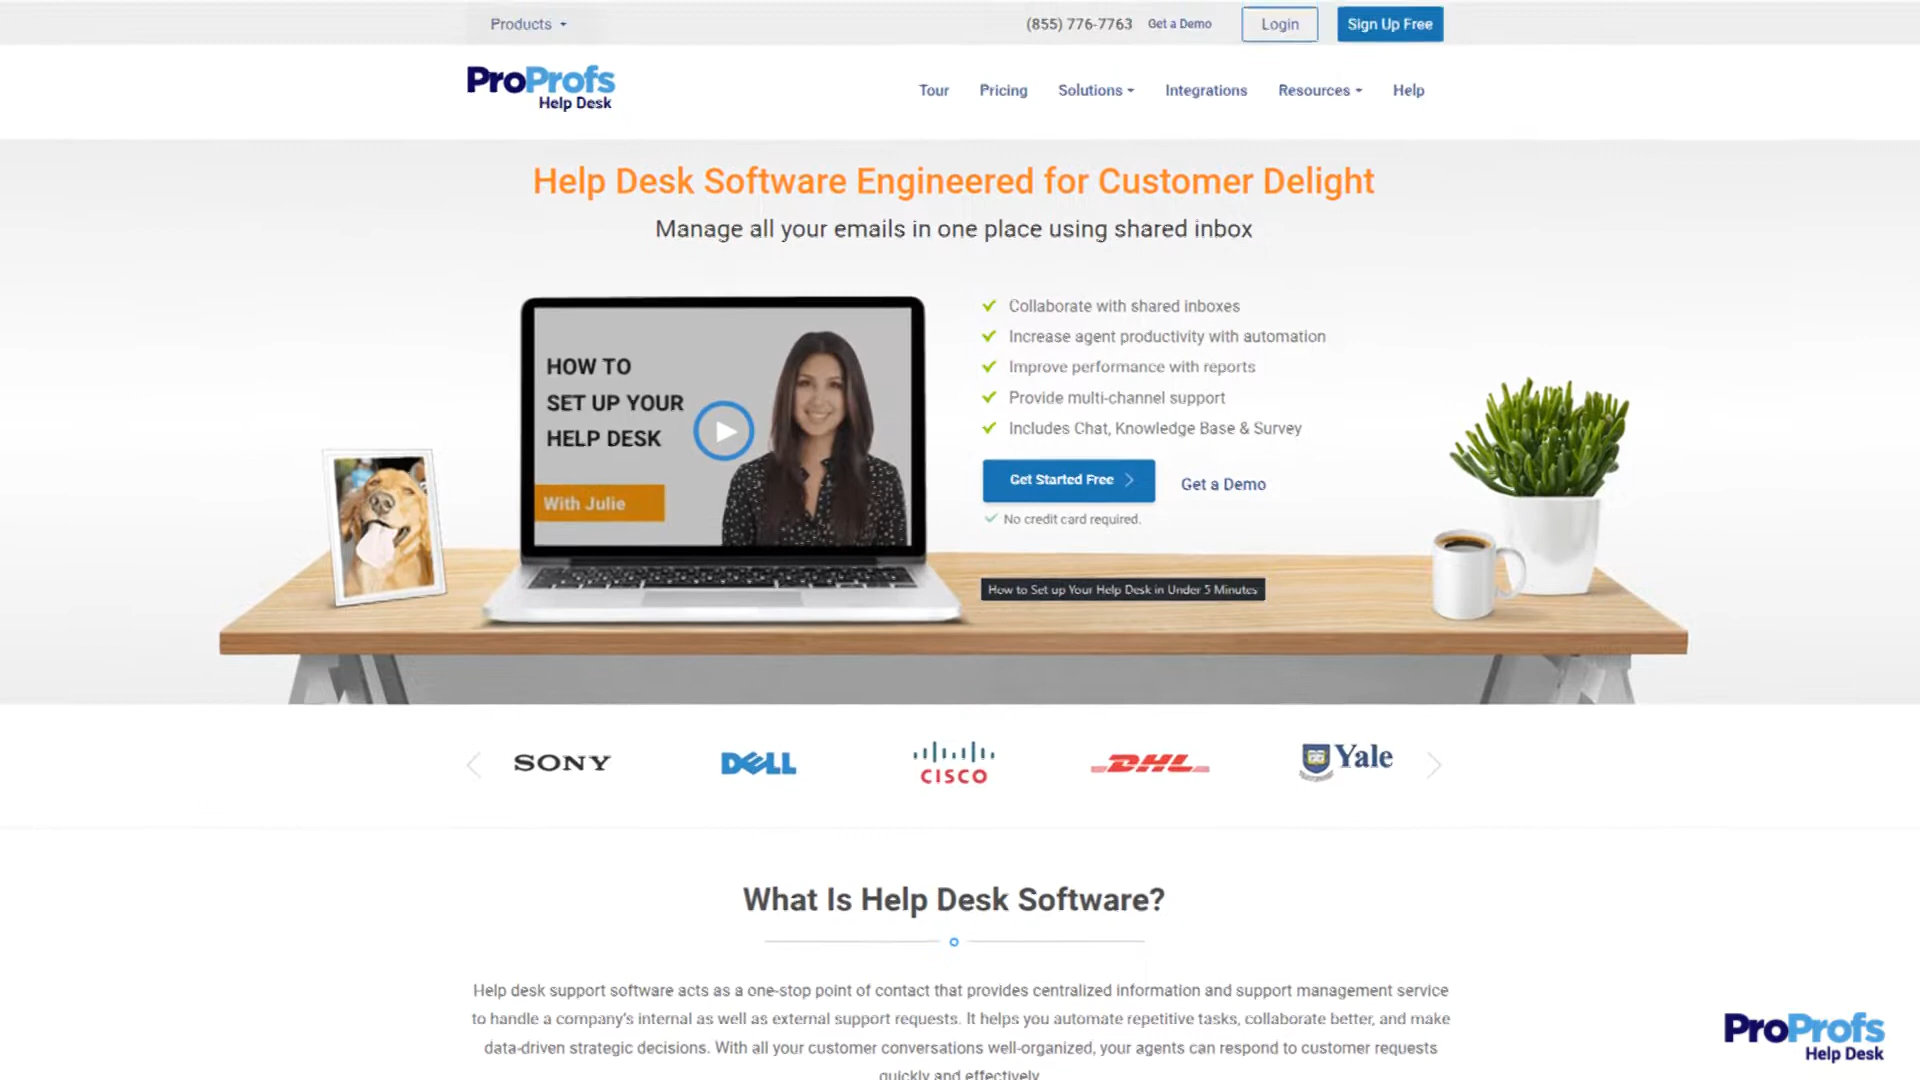 Products
(855) 776-7763 Get a Demo Login Sign Up Free
ProProfs
Help Desk
Tour Pricing Solutions Integrations Resources Help
Help Desk Software Engineered for Customer Delight
Manage all your emails in one place using shared inbox
HOW TO
SET UP YOUR
HELP DESK
With Julie
Collaborate with shared inboxes
Increase agent productivity with automation
Improve performance with reports
Provide multi-channel support
Includes Chat, Knowledge Base & Survey
Get Started Free
Get a Demo
No credit card required.
How to Set up Your Help Desk in Under 5 Minutes
SONY
DELL
CISCO
DHL
Yale
What Is Help Desk Software?
Help desk support software acts as a one-stop point of contact that provides centralized information and support management service
to handle a company's internal as well as external support requests. It helps you automate repetitive tasks, collaborate better, and make
data-driven strategic decisions. With all your customer conversations well-organized, your agents can respond to customer requests
quickly and effectively.
ProProfs
Help Desk